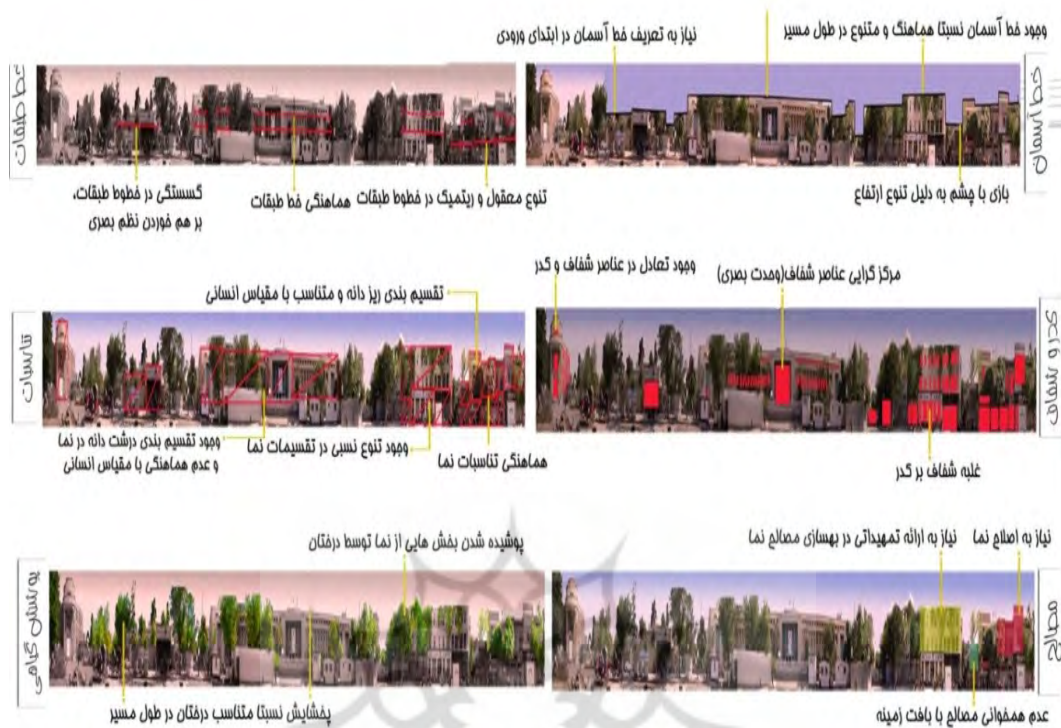 خط آسمان
وجود خط آسمان نسبتا هماهنگ و متنوع در طول مسیر
نیاز به تعریف خط آسمان در ابتدای ورودی
بازی با چشم به دلیل تنوع ارتفاع
خط طبقات
تنوع معقول و ریتمیک در خطوط طبقات
هماهنگی خط طبقات
گسستگی در خطوط طبقات،
بر هم خوردن نظم بصری
کدر و شفاف
مرکز گرایی عناصر شفاف(وحدت بصری)
وجود تعادل در عناصر شفاف و کدر
غلبه شفاف بر کدر
تناسبات
تقسیم بندی ریز دانه و متناسب با مقیاس انسانی
هماهنگی تناسبات نما
وجود تنوع نسبی در تقسیمات نما
وجود تقسیم بندی درشت دانه در نما
و عدم هماهنگی با مقیاس انسانی
مصالح
نیاز به اصلاح نما
نیاز به ارائه تمهیداتی در بهسازی مصالح نما
عدم همخوانی مصالح با بافت زمینه
پوشش گیاهی
پوشیده شدن بخش هایی از نما توسط درختان
پخشایش نسبتا متناسب درختان در طول مسیر